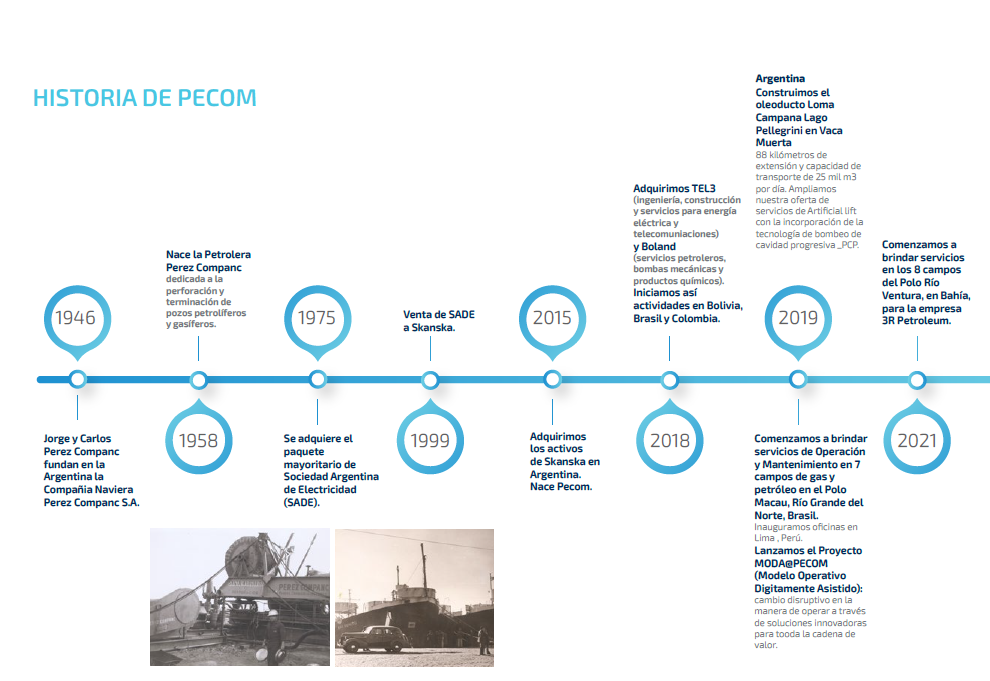 HISTORIA DE PECOM
1946
Jorge y Carlos
Perez Companc
fundan en la
Argentina la
Compañia Naviera
Perez Companc S.A.
Nace la Petrolera
Perez Companc
dedicada a la
perforación y
terminación de
pozos petrolíferos
y gasíferos.
1958
1975
Se adquiere el
paquete
mayoritario de
Sociedad Argentina
de Electricidad
(SADE).
Venta de SADE
a Skanska.
1999
2015
Adquirimos
los activos
de Skanska en
Argentina.
Nace Pecom.
Adquirimos TEL3
(ingeniería, construcción
y servicios para energía
eléctrica y
telecomuniaciones)
y Boland
(servicios petroleros,
bombas mecánicas y
productos químicos).
Iniciamos así
actividades en Bolivia,
Brasil y Colombia.
2018
Argentina
Construimos el
oleoducto Loma
Campana Lago
Pellegrini en Vaca
Muerta
88 kilómetros de
extensión y capacidad de
transporte de 25 mil m3
por día. Ampliamos
nuestra oferta de
servicios de Artificial lift
con la incorporación de la
tecnología de bombeo de
cavidad progresiva _PCP.
2019
Comenzamos a brindar
servicios de Operación
y Mantenimiento en 7
campos de gas y
petróleo en el Polo
Macau, Río Grande del
Norte, Brasil.
Inauguramos oficinas en
Lima , Perú.
Lanzamos el Proyecto
MODA@PECOM
(Modelo Operativo
Digitamente Asistido):
cambio disruptivo en la
manera de operar a través
de soluciones innovadoras
para tooda la cadena de
valor.
Comenzamos a
brindar servicios
en los 8 campos
del Polo Río
Ventura, en Bahía,
para la empresa
3R Petroleum.
2021
PEREZ COMPANC